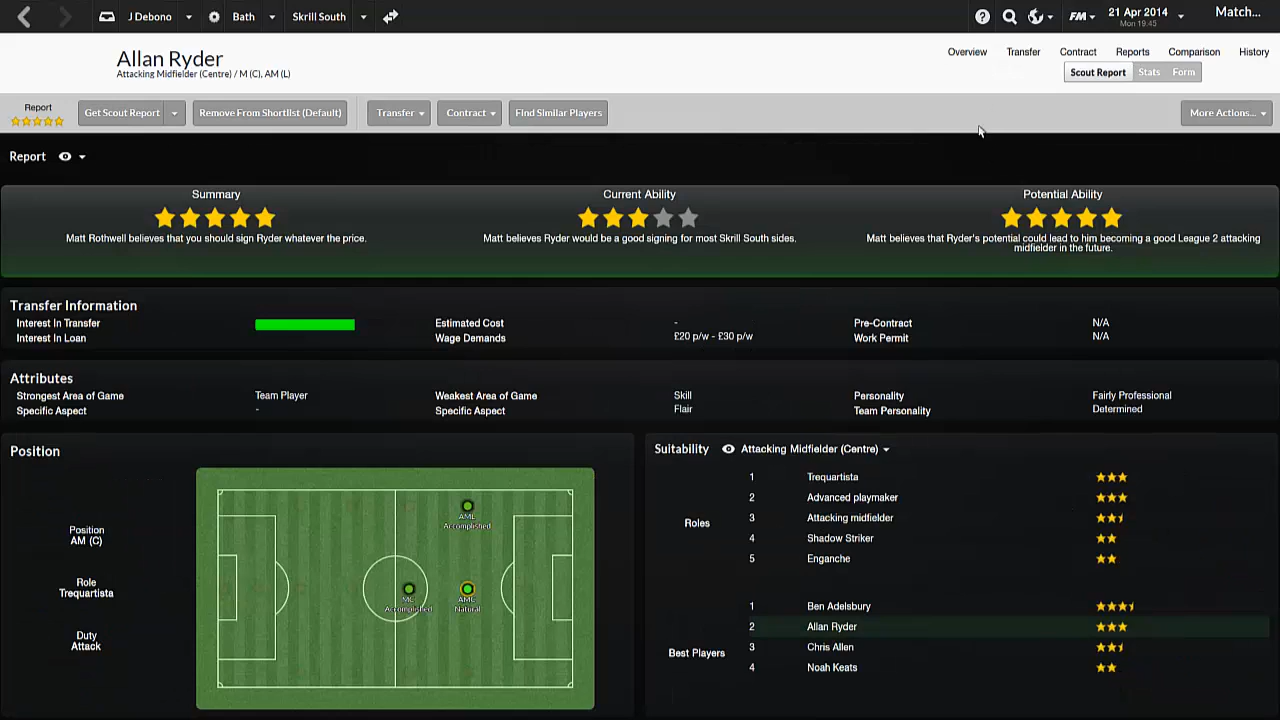 J Debono
Bath
Skrill South
FM
21 Apr 2014
Mon 19:45
Match...
Allan Ryder
Attacking Midfielder (Centre) / M (C), AM (L)
Overview Transfer Contract Reports Comparison History
Scout Report Stats Form
Report
Get Scout Report
Remove From Shortlist (Default)
Transfer
Contract
Find Similar Players
More Actions...
Report
Summary
Matt Rothwell believes that you should sign Ryder whatever the price.
Current Ability
Matt believes Ryder would be a good signing for most Skrill South sides.
Potential Ability
Matt believes that Ryder's potential could lead to him becoming a good League 2 attacking
midfielder in the future.
Transfer Information
Interest In Transfer
Estimated Cost -
Pre-Contract N/A
Interest In Loan
Wage Demands £20 p/w - £30 p/w
Work Permit N/A
Attributes
Strongest Area of Game Team Player
Weakest Area of Game Skill
Personality Fairly Professional
Specific Aspect -
Specific Aspect Flair
Team Personality Determined
Position
Position
AM (C)
Role
Trequartista
Duty
Attack
AML
Accomplished
MC
Accomplished
AMC
Natural
Suitability Attacking Midfielder (Centre)
Roles
1 Trequartista
2 Advanced playmaker
3 Attacking midfielder
4 Shadow Striker
5 Enganche
Best Players
1 Ben Adelsbury
2 Allan Ryder
3 Chris Allen
4 Noah Keats